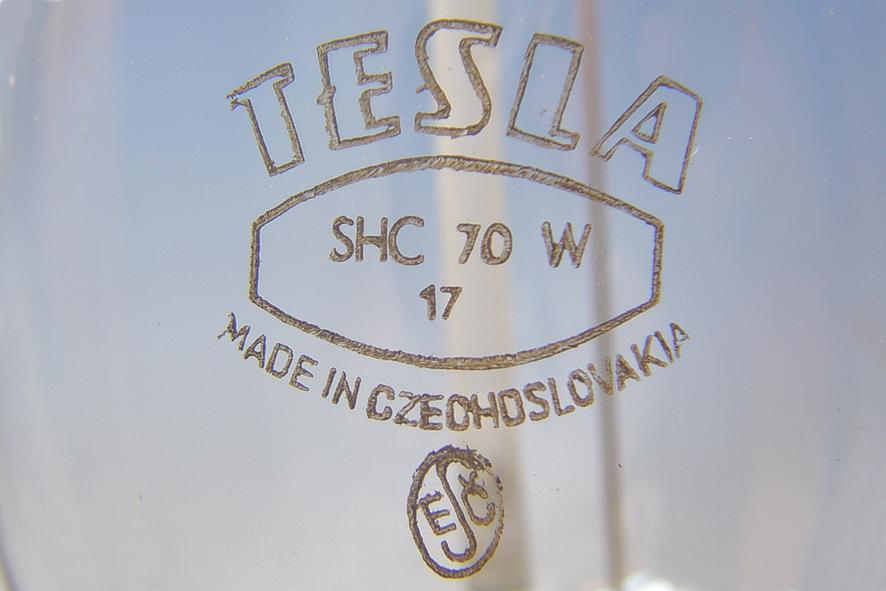 TESLA
SHC 70 W
17
MADE IN CZECHOSLOVAKIA
ESČ